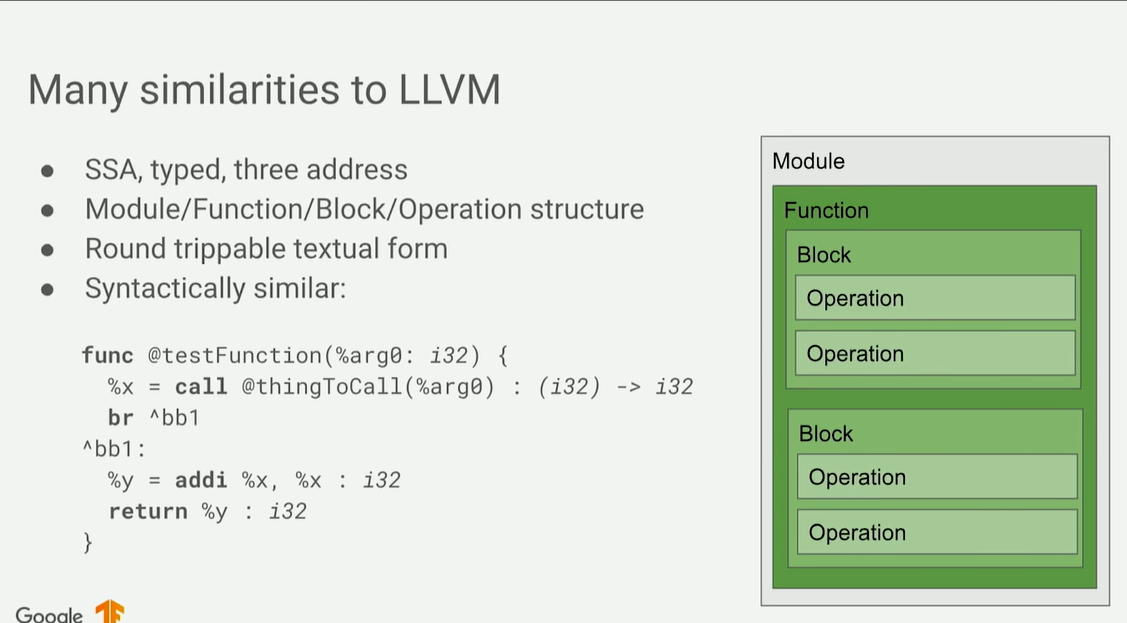 Many similarities to LLVM
● SSA, typed, three address
● Module/Function/Block/Operation structure
● Round trippable textual form
● Syntactically similar:
func @testFunction(%arg0: i32) {
  %x = call @thingToCall(%arg0) : (i32) -> i32
  br ^bb1
^bb1:
  %y = addi %x, %x : i32
  return %y : i32
}
Module
Function
Block
Operation
Operation
Block
Operation
Operation
Google